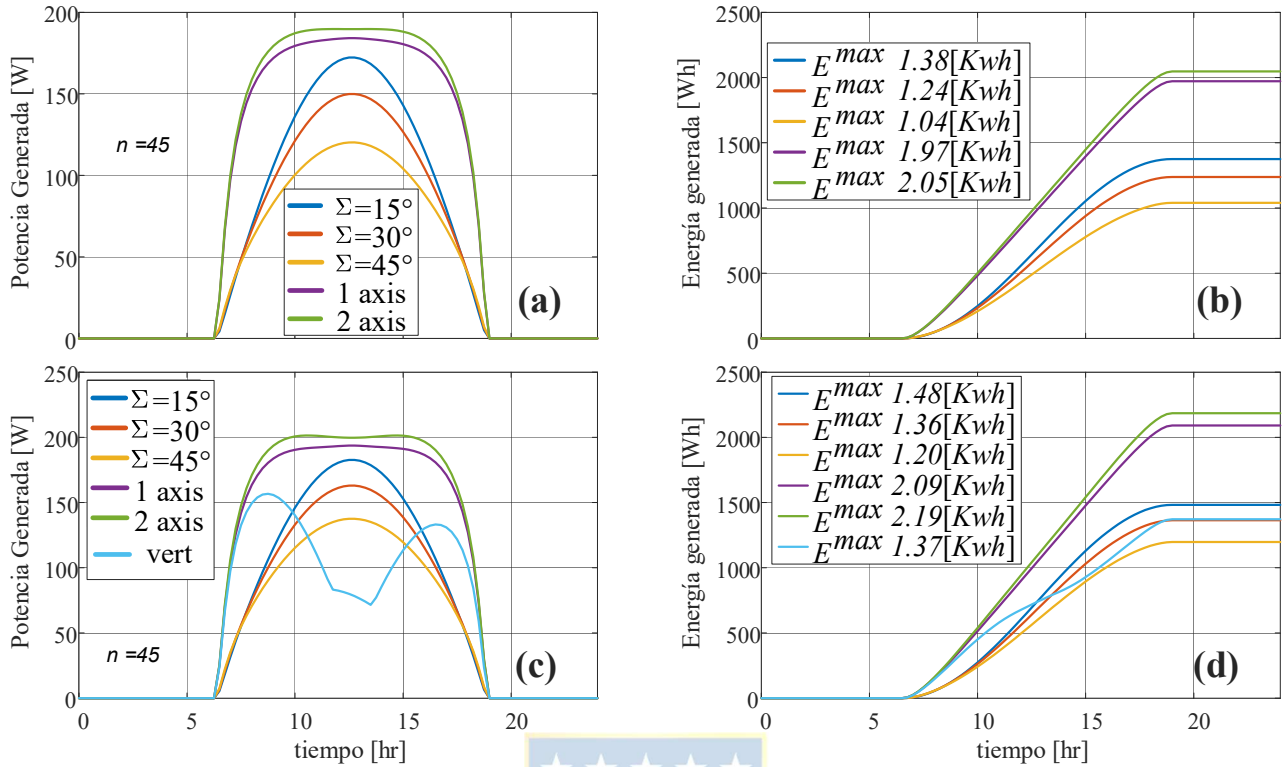 200
150
100
50
0
Potencia Generada [W]
n =45
Σ=15°
Σ=30°
Σ=45°
1 axis
2 axis
(a)
2500
2000
1500
1000
500
0
Energía generada [Wh]
E max 1.38[Kwh]
E max 1.24[Kwh]
E max 1.04[Kwh]
E max 1.97[Kwh]
E max 2.05[Kwh]
(b)
250
200
150
100
50
0
Potencia Generada [W]
Σ=15°
Σ=30°
Σ=45°
1 axis
2 axis
vert
n =45
(c)
0 5 10 15 20
tiempo [hr]
2500
2000
1500
1000
500
0
Energía generada [Wh]
E max 1.48[Kwh]
E max 1.36[Kwh]
E max 1.20[Kwh]
E max 2.09[Kwh]
E max 2.19[Kwh]
E max 1.37[Kwh]
(d)
0 5 10 15 20
tiempo [hr]